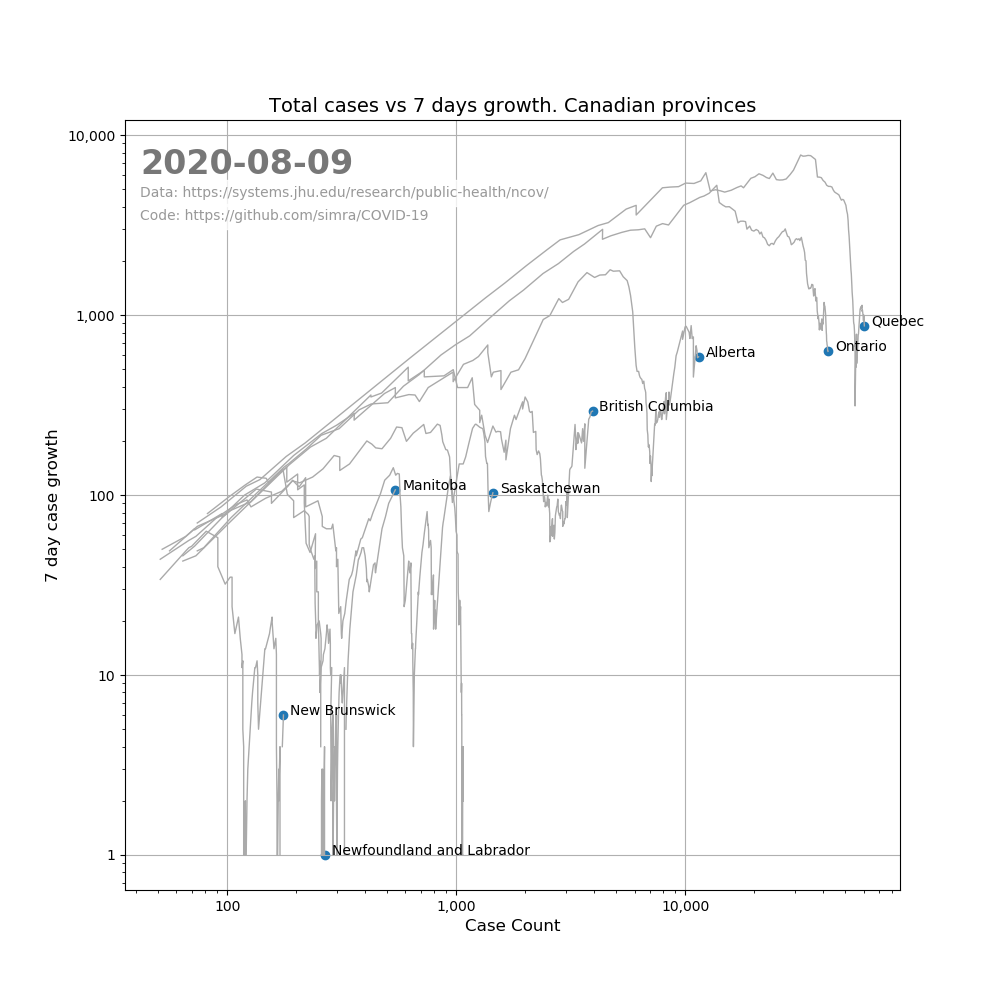 Total cases vs 7 days growth. Canadian provinces
10,000
2020-08-09
Data: https://systems.jhu.edu/research/public-health/ncov/
Code: https://github.com/simra/COVID-19
1,000
Quebec
Ontario
Alberta
British Columbia
7 day case growth
100
Manitoba
Saskatchewan
10
New Brunswick
1
Newfoundland and Labrador
100
1,000
10,000
Case Count